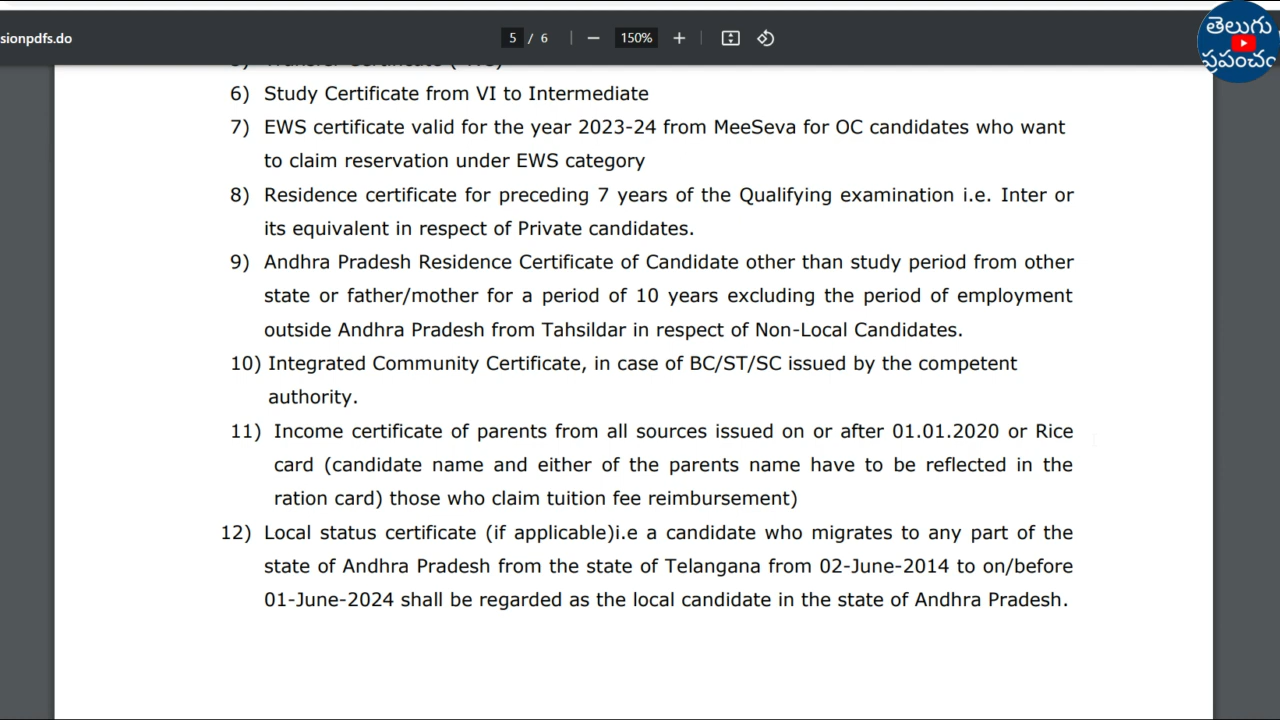 sionpdfs.do
5 / 6
150%
తెలుగు
ప్రపంచం
6) Study Certificate from VI to Intermediate
7) EWS certificate valid for the year 2023-24 from MeeSeva for OC candidates who want
to claim reservation under EWS category
8) Residence certificate for preceding 7 years of the Qualifying examination i.e. Inter or
its equivalent in respect of Private candidates.
9) Andhra Pradesh Residence Certificate of Candidate other than study period from other
state or father/mother for a period of 10 years excluding the period of employment
outside Andhra Pradesh from Tahsildar in respect of Non-Local Candidates.
10) Integrated Community Certificate, in case of BC/ST/SC issued by the competent
authority.
11) Income certificate of parents from all sources issued on or after 01.01.2020 or Rice
card (candidate name and either of the parents name have to be reflected in the
ration card) those who claim tuition fee reimbursement)
12) Local status certificate (if applicable)i.e a candidate who migrates to any part of the
state of Andhra Pradesh from the state of Telangana from 02-June-2014 to on/before
01-June-2024 shall be regarded as the local candidate in the state of Andhra Pradesh.